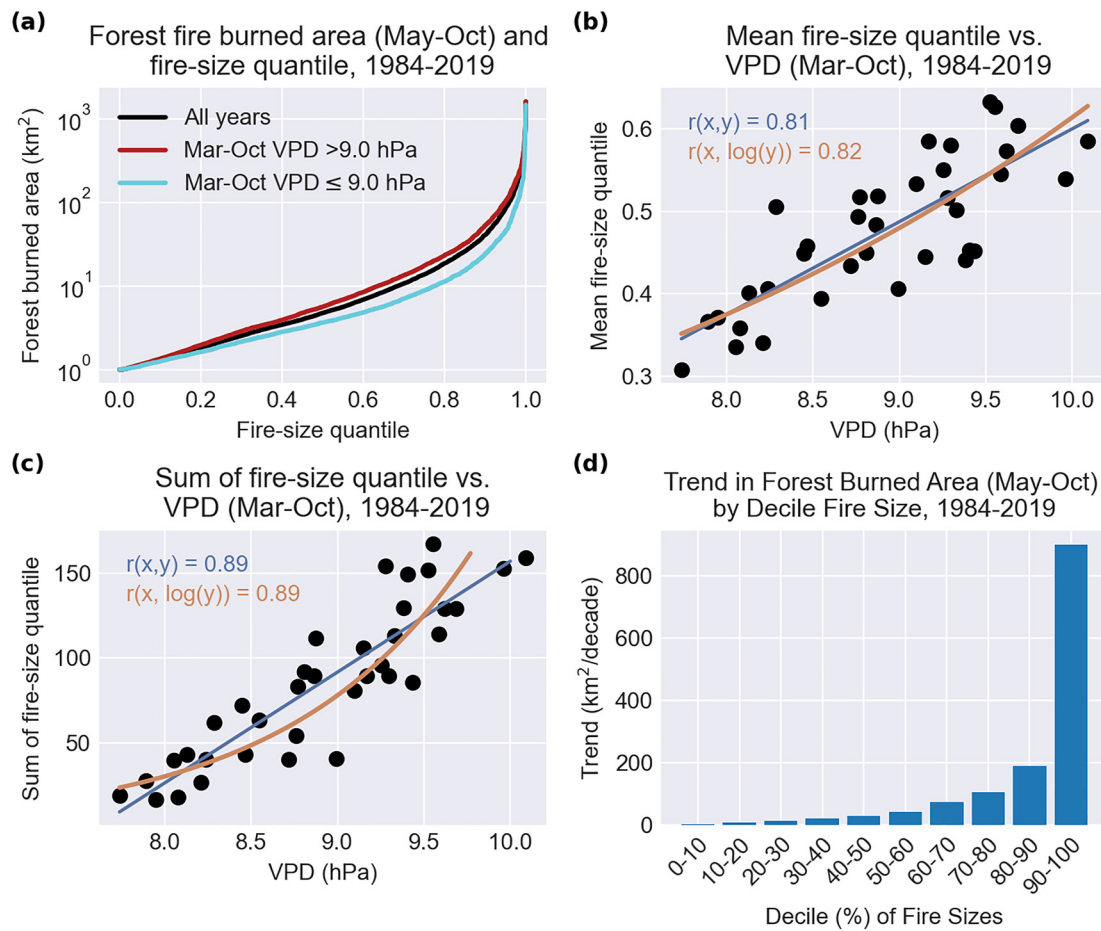 (a)
Forest fire burned area (May-Oct) and
fire-size quantile, 1984-2019
Forest burned area (km²)
10³
10²
10¹
10⁰
All years
Mar-Oct VPD >9.0 hPa
Mar-Oct VPD ≤ 9.0 hPa
0.0 0.2 0.4 0.6 0.8 1.0
Fire-size quantile
(b)
Mean fire-size quantile vs.
VPD (Mar-Oct), 1984-2019
Mean fire-size quantile
0.6
0.5
0.4
0.3
r(x,y) = 0.81
r(x, log(y)) = 0.82
8.0 8.5 9.0 9.5 10.0
VPD (hPa)
(c)
Sum of fire-size quantile vs.
VPD (Mar-Oct), 1984-2019
Sum of fire-size quantile
150
100
50
r(x,y) = 0.89
r(x, log(y)) = 0.89
8.0 8.5 9.0 9.5 10.0
VPD (hPa)
(d)
Trend in Forest Burned Area (May-Oct)
by Decile Fire Size, 1984-2019
Trend (km²/decade)
800
600
400
200
0
0-10 10-20 20-30 30-40 40-50 50-60 60-70 70-80 80-90 90-100
Decile (%) of Fire Sizes